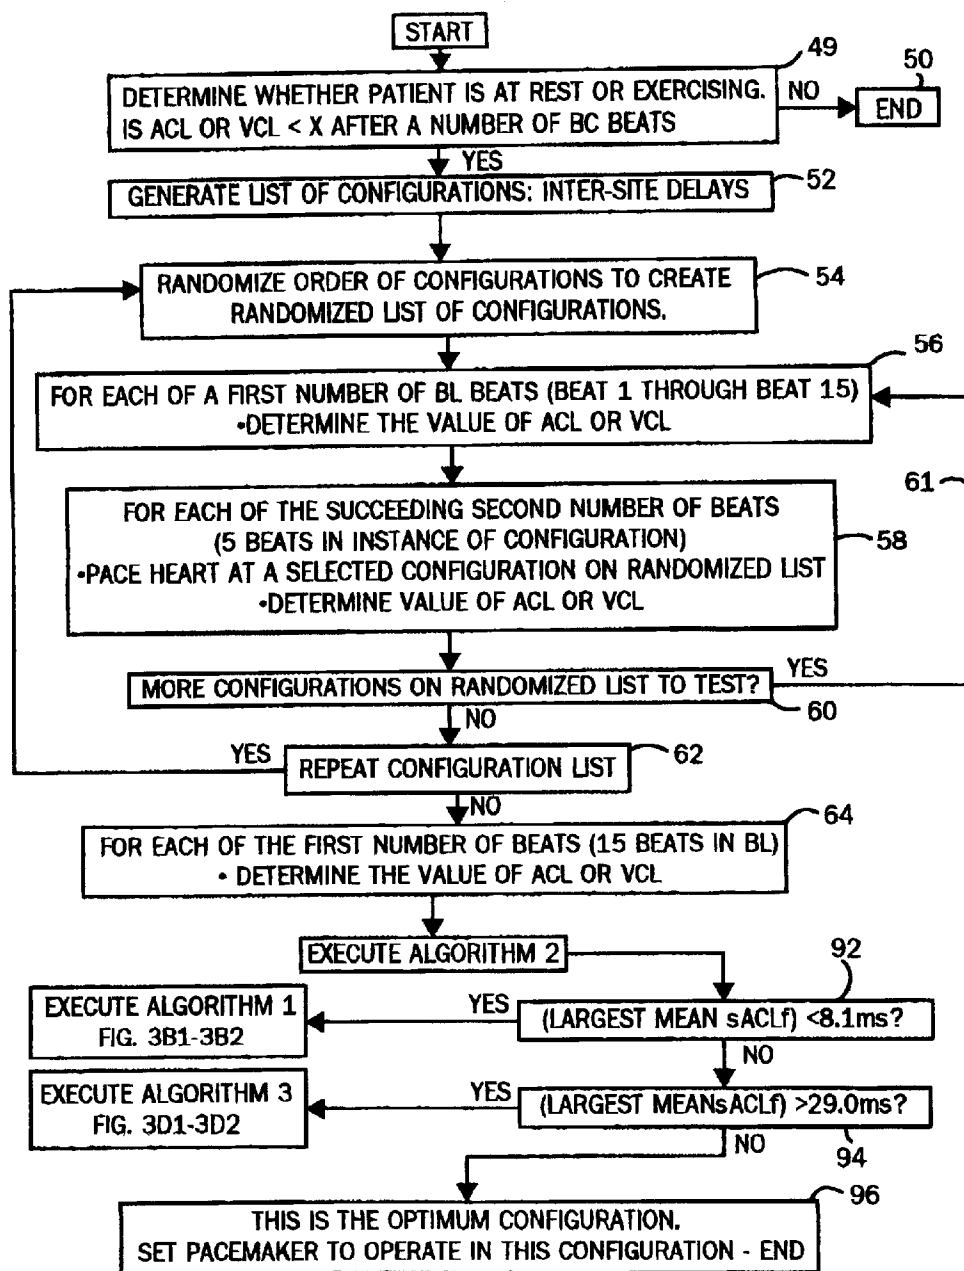 START
49
DETERMINE WHETHER PATIENT IS AT REST OR EXERCISING.
IS ACL OR VCL < X AFTER A NUMBER OF BC BEATS
NO
50
END
YES
GENERATE LIST OF CONFIGURATIONS: INTER-SITE DELAYS
52
RANDOMIZE ORDER OF CONFIGURATIONS TO CREATE
RANDOMIZED LIST OF CONFIGURATIONS.
54
56
FOR EACH OF A FIRST NUMBER OF BL BEATS (BEAT 1 THROUGH BEAT 15)
•DETERMINE THE VALUE OF ACL OR VCL
61
FOR EACH OF THE SUCCEEDING SECOND NUMBER OF BEATS
(5 BEATS IN INSTANCE OF CONFIGURATION)
•PACE HEART AT A SELECTED CONFIGURATION ON RANDOMIZED LIST
•DETERMINE VALUE OF ACL OR VCL
58
MORE CONFIGURATIONS ON RANDOMIZED LIST TO TEST?
YES
60
NO
YES
REPEAT CONFIGURATION LIST
62
NO
64
FOR EACH OF THE FIRST NUMBER OF BEATS (15 BEATS IN BL)
• DETERMINE THE VALUE OF ACL OR VCL
EXECUTE ALGORITHM 2
92
EXECUTE ALGORITHM 1
FIG. 3B1-3B2
YES
(LARGEST MEAN sACLf) <8.1ms?
NO
EXECUTE ALGORITHM 3
FIG. 3D1-3D2
YES
(LARGEST MEANsACLf) >29.0ms?
NO
94
96
THIS IS THE OPTIMUM CONFIGURATION.
SET PACEMAKER TO OPERATE IN THIS CONFIGURATION - END